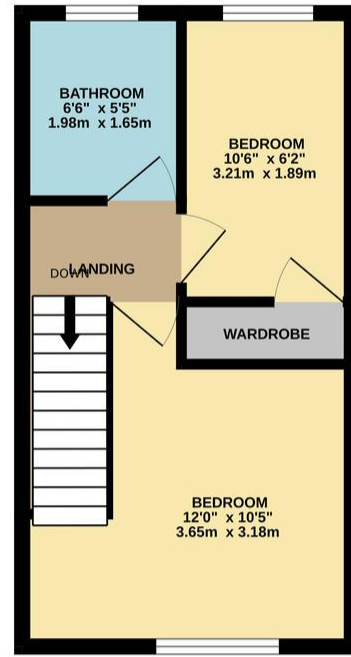 BATHROOM
6'6" x 5'5"
1.98m x 1.65m
BEDROOM
10'6" x 6'2"
3.21m x 1.89m
LANDING
DOWN
WARDROBE
BEDROOM
12'0" x 10'5"
3.65m x 3.18m